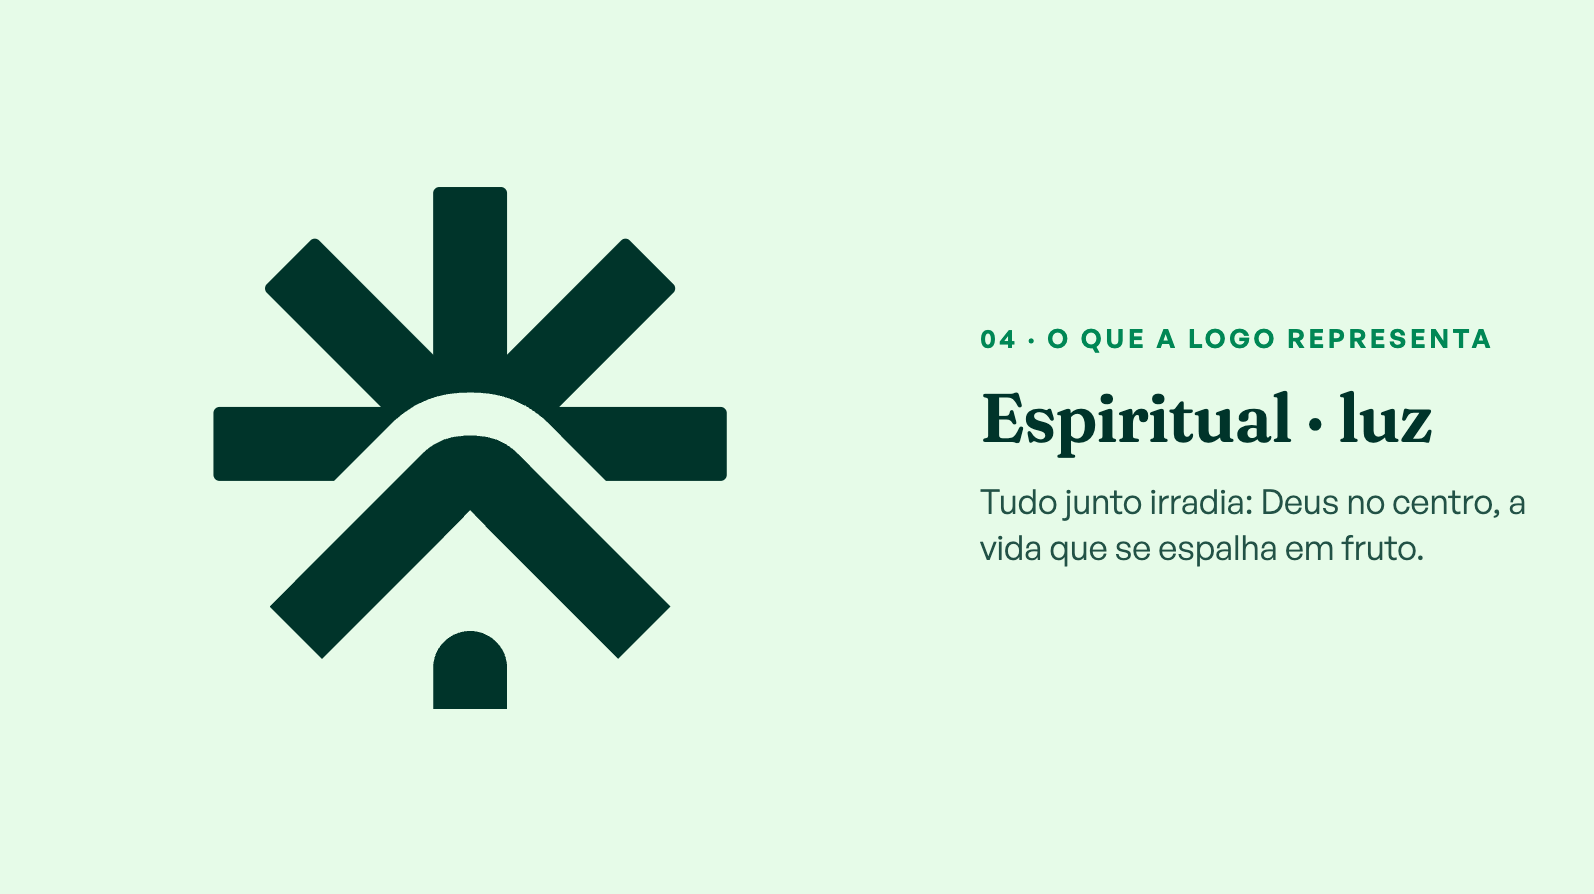 04 · O QUE A LOGO REPRESENTA
Espiritual · luz
Tudo junto irradia: Deus no centro, a
vida que se espalha em fruto.